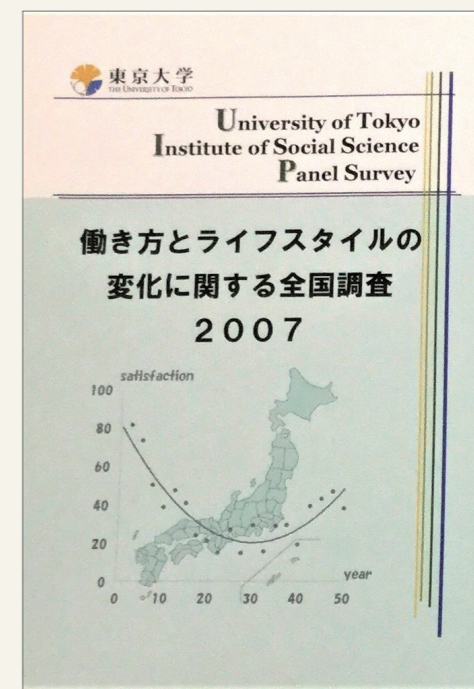 東京大学
THE UNIVERSITY OF TOKYO
University of Tokyo
Institute of Social Science
Panel Survey
働き方とライフスタイルの
変化に関する全国調査
２００７
satisfaction
100
80
60
40
20
0
year
0 10 20 30 40 50